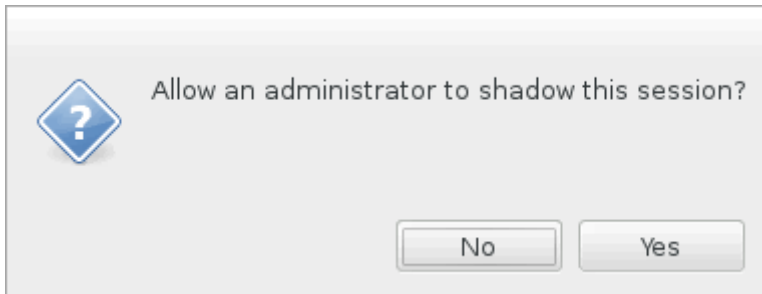 Allow an administrator to shadow this session?
No
Yes